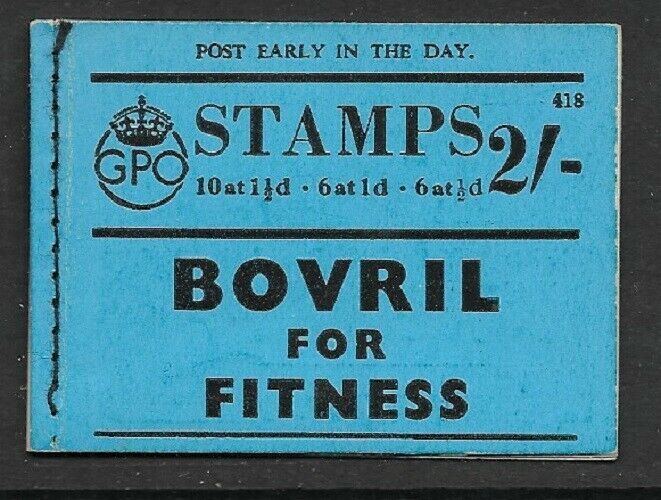 POST EARLY IN THE DAY.
418
GPO STAMPS 2/-
10 at 1½d · 6 at 1d · 6 at ½d
BOVRIL
FOR
FITNESS